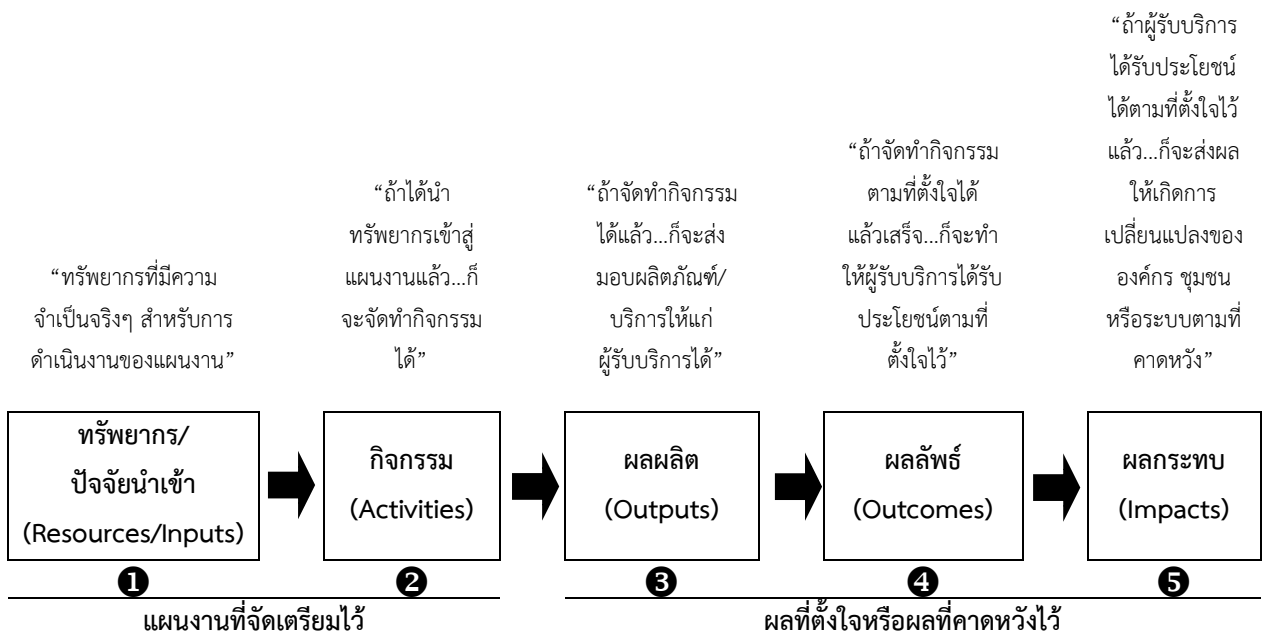 “ทรัพยากรที่มีความ
จำเป็นจริงๆ สำหรับการ
ดำเนินงานของแผนงาน”
“ถ้าได้นำ
ทรัพยากรเข้าสู่
แผนงานแล้ว...ก็
จะจัดทำกิจกรรม
ได้”
“ถ้าจัดทำกิจกรรม
ได้แล้ว...ก็จะส่ง
มอบผลิตภัณฑ์/
บริการให้แก่
ผู้รับบริการได้”
“ถ้าจัดทำกิจกรรม
ตามที่ตั้งใจได้
แล้วเสร็จ...ก็จะทำ
ให้ผู้รับบริการได้รับ
ประโยชน์ตามที่
ตั้งใจไว้”
“ถ้าผู้รับบริการ
ได้รับประโยชน์
ได้ตามที่ตั้งใจไว้
แล้ว...ก็จะส่งผล
ให้เกิดการ
เปลี่ยนแปลงของ
องค์กร ชุมชน
หรือระบบตามที่
คาดหวัง”
ทรัพยากร/
ปัจจัยนำเข้า
(Resources/Inputs)
กิจกรรม
(Activities)
ผลผลิต
(Outputs)
ผลลัพธ์
(Outcomes)
ผลกระทบ
(Impacts)
❶ ❷ ❸ ❹ ❺
แผนงานที่จัดเตรียมไว้
ผลที่ตั้งใจหรือผลที่คาดหวังไว้